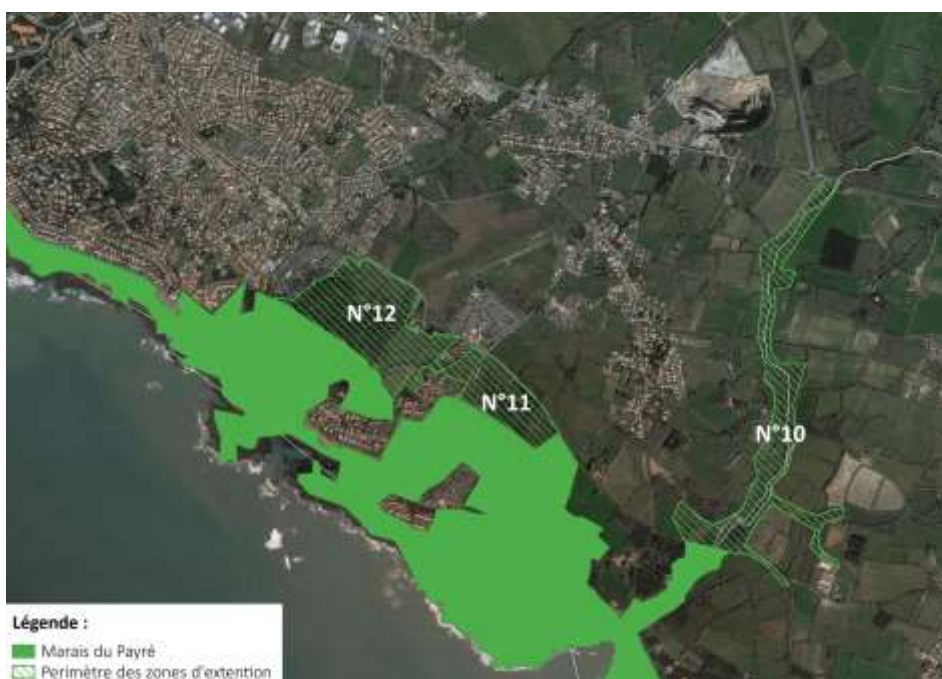 N°12
N°11
N°10
Légende :
Marais du Payré
Perimètre des zones d'extention